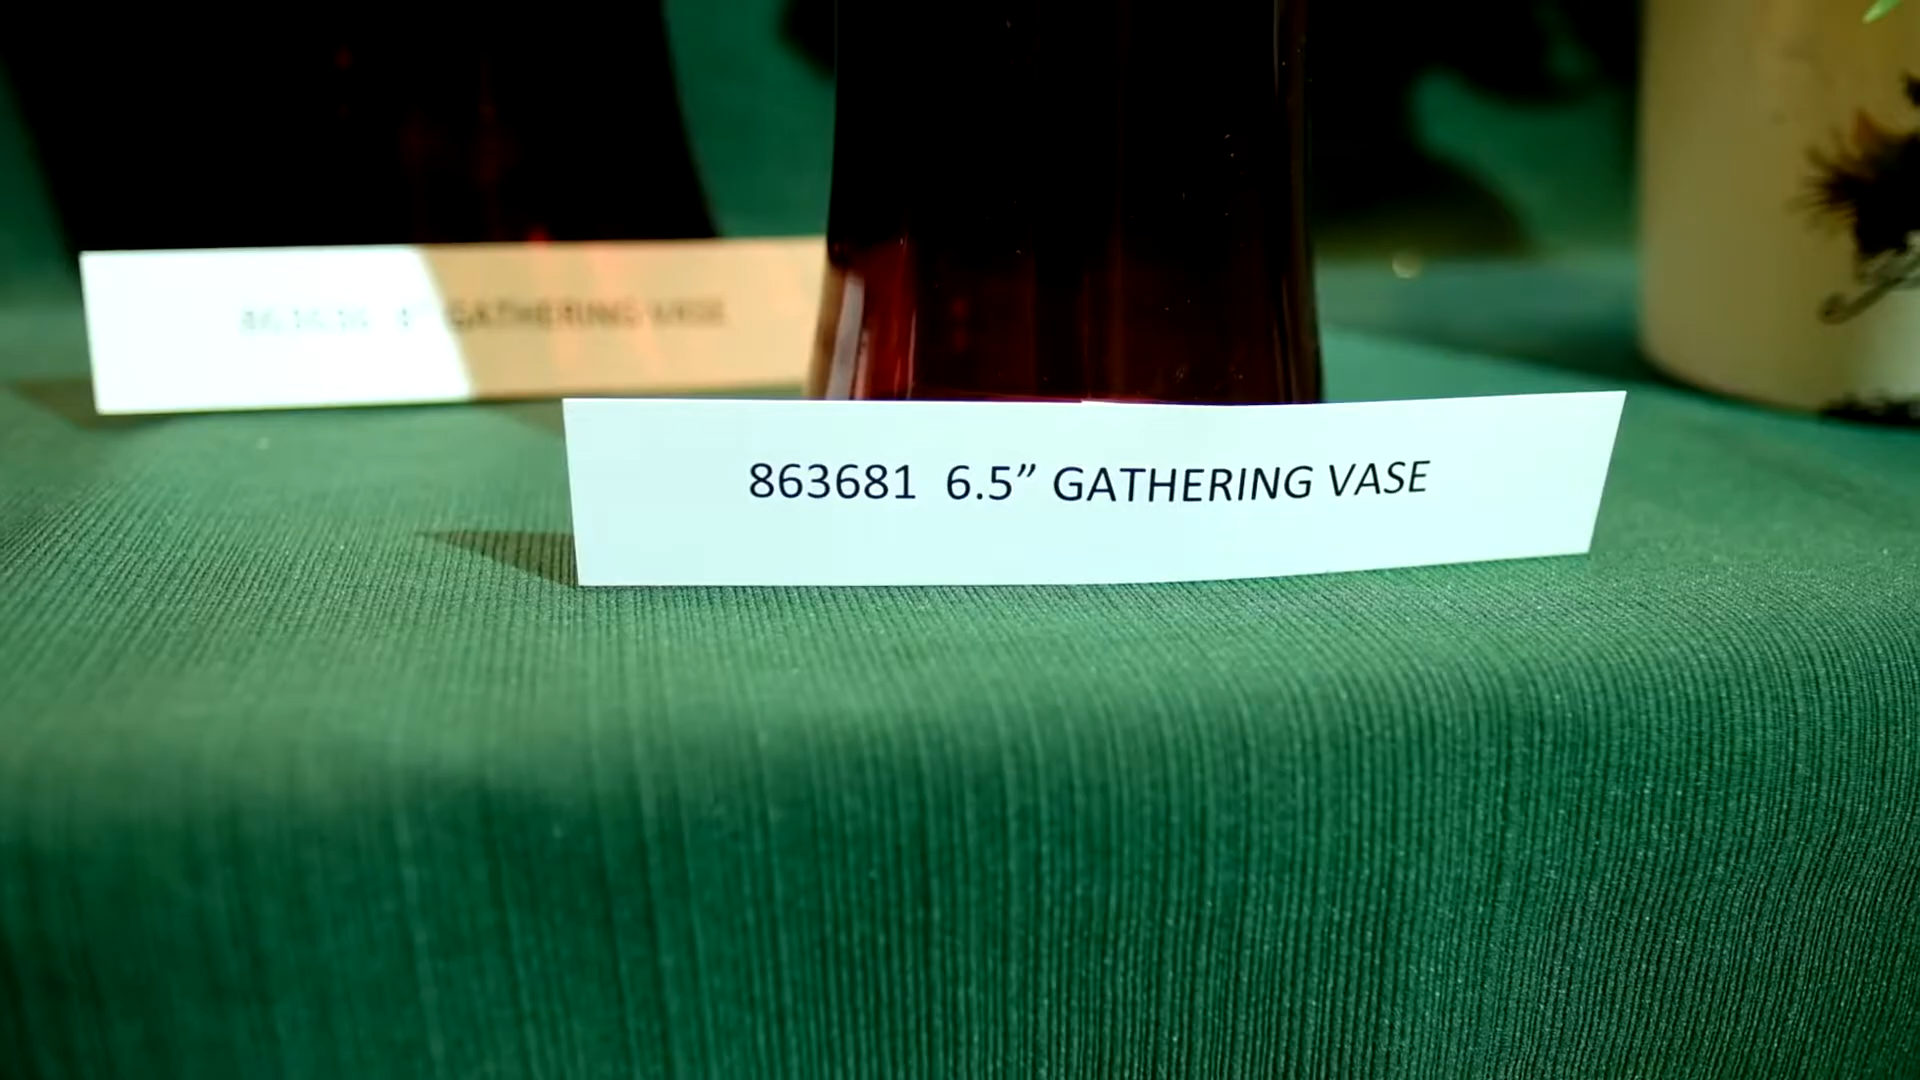 GATHERING VASE
863681 6.5” GATHERING VASE